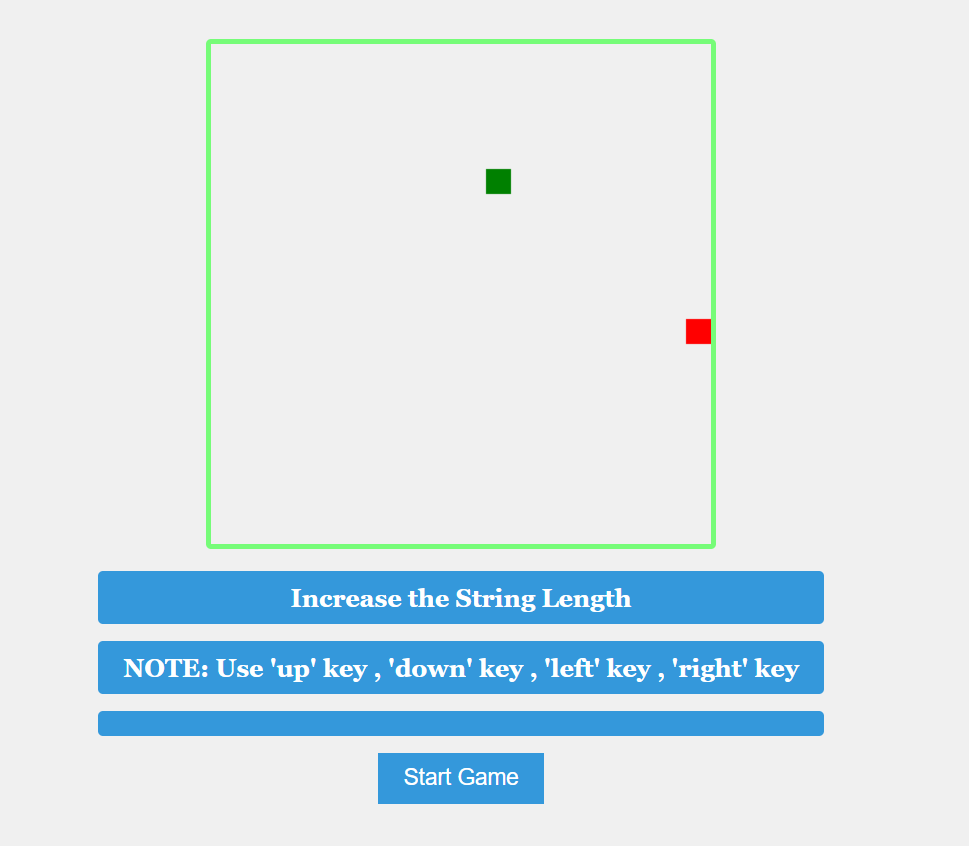 Increase the String Length
NOTE: Use 'up' key , 'down' key , 'left' key , 'right' key
Start Game